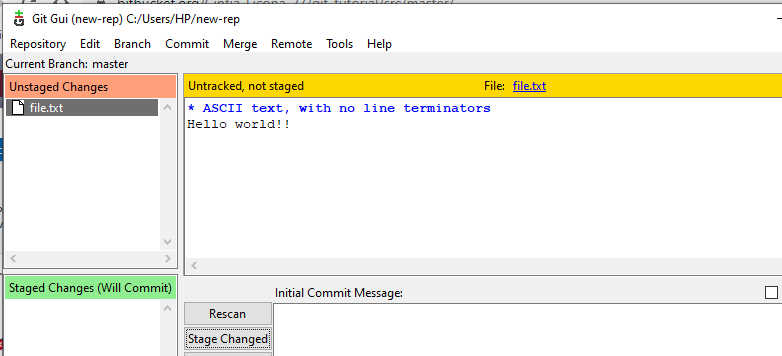 Git Gui (new-rep) C:/Users/HP/new-rep
Repository Edit Branch Commit Merge Remote Tools Help
Current Branch: master
Unstaged Changes
file.txt
Untracked, not staged File: file.txt
* ASCII text, with no line terminators
Hello world!!
Staged Changes (Will Commit)
Initial Commit Message:
Rescan
Stage Changed